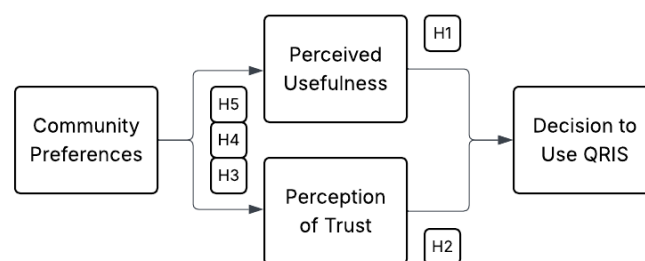 H1
Perceived
Usefulness
H5
H4
H3
Community
Preferences
Decision to
Use QRIS
Perception
of Trust
H2